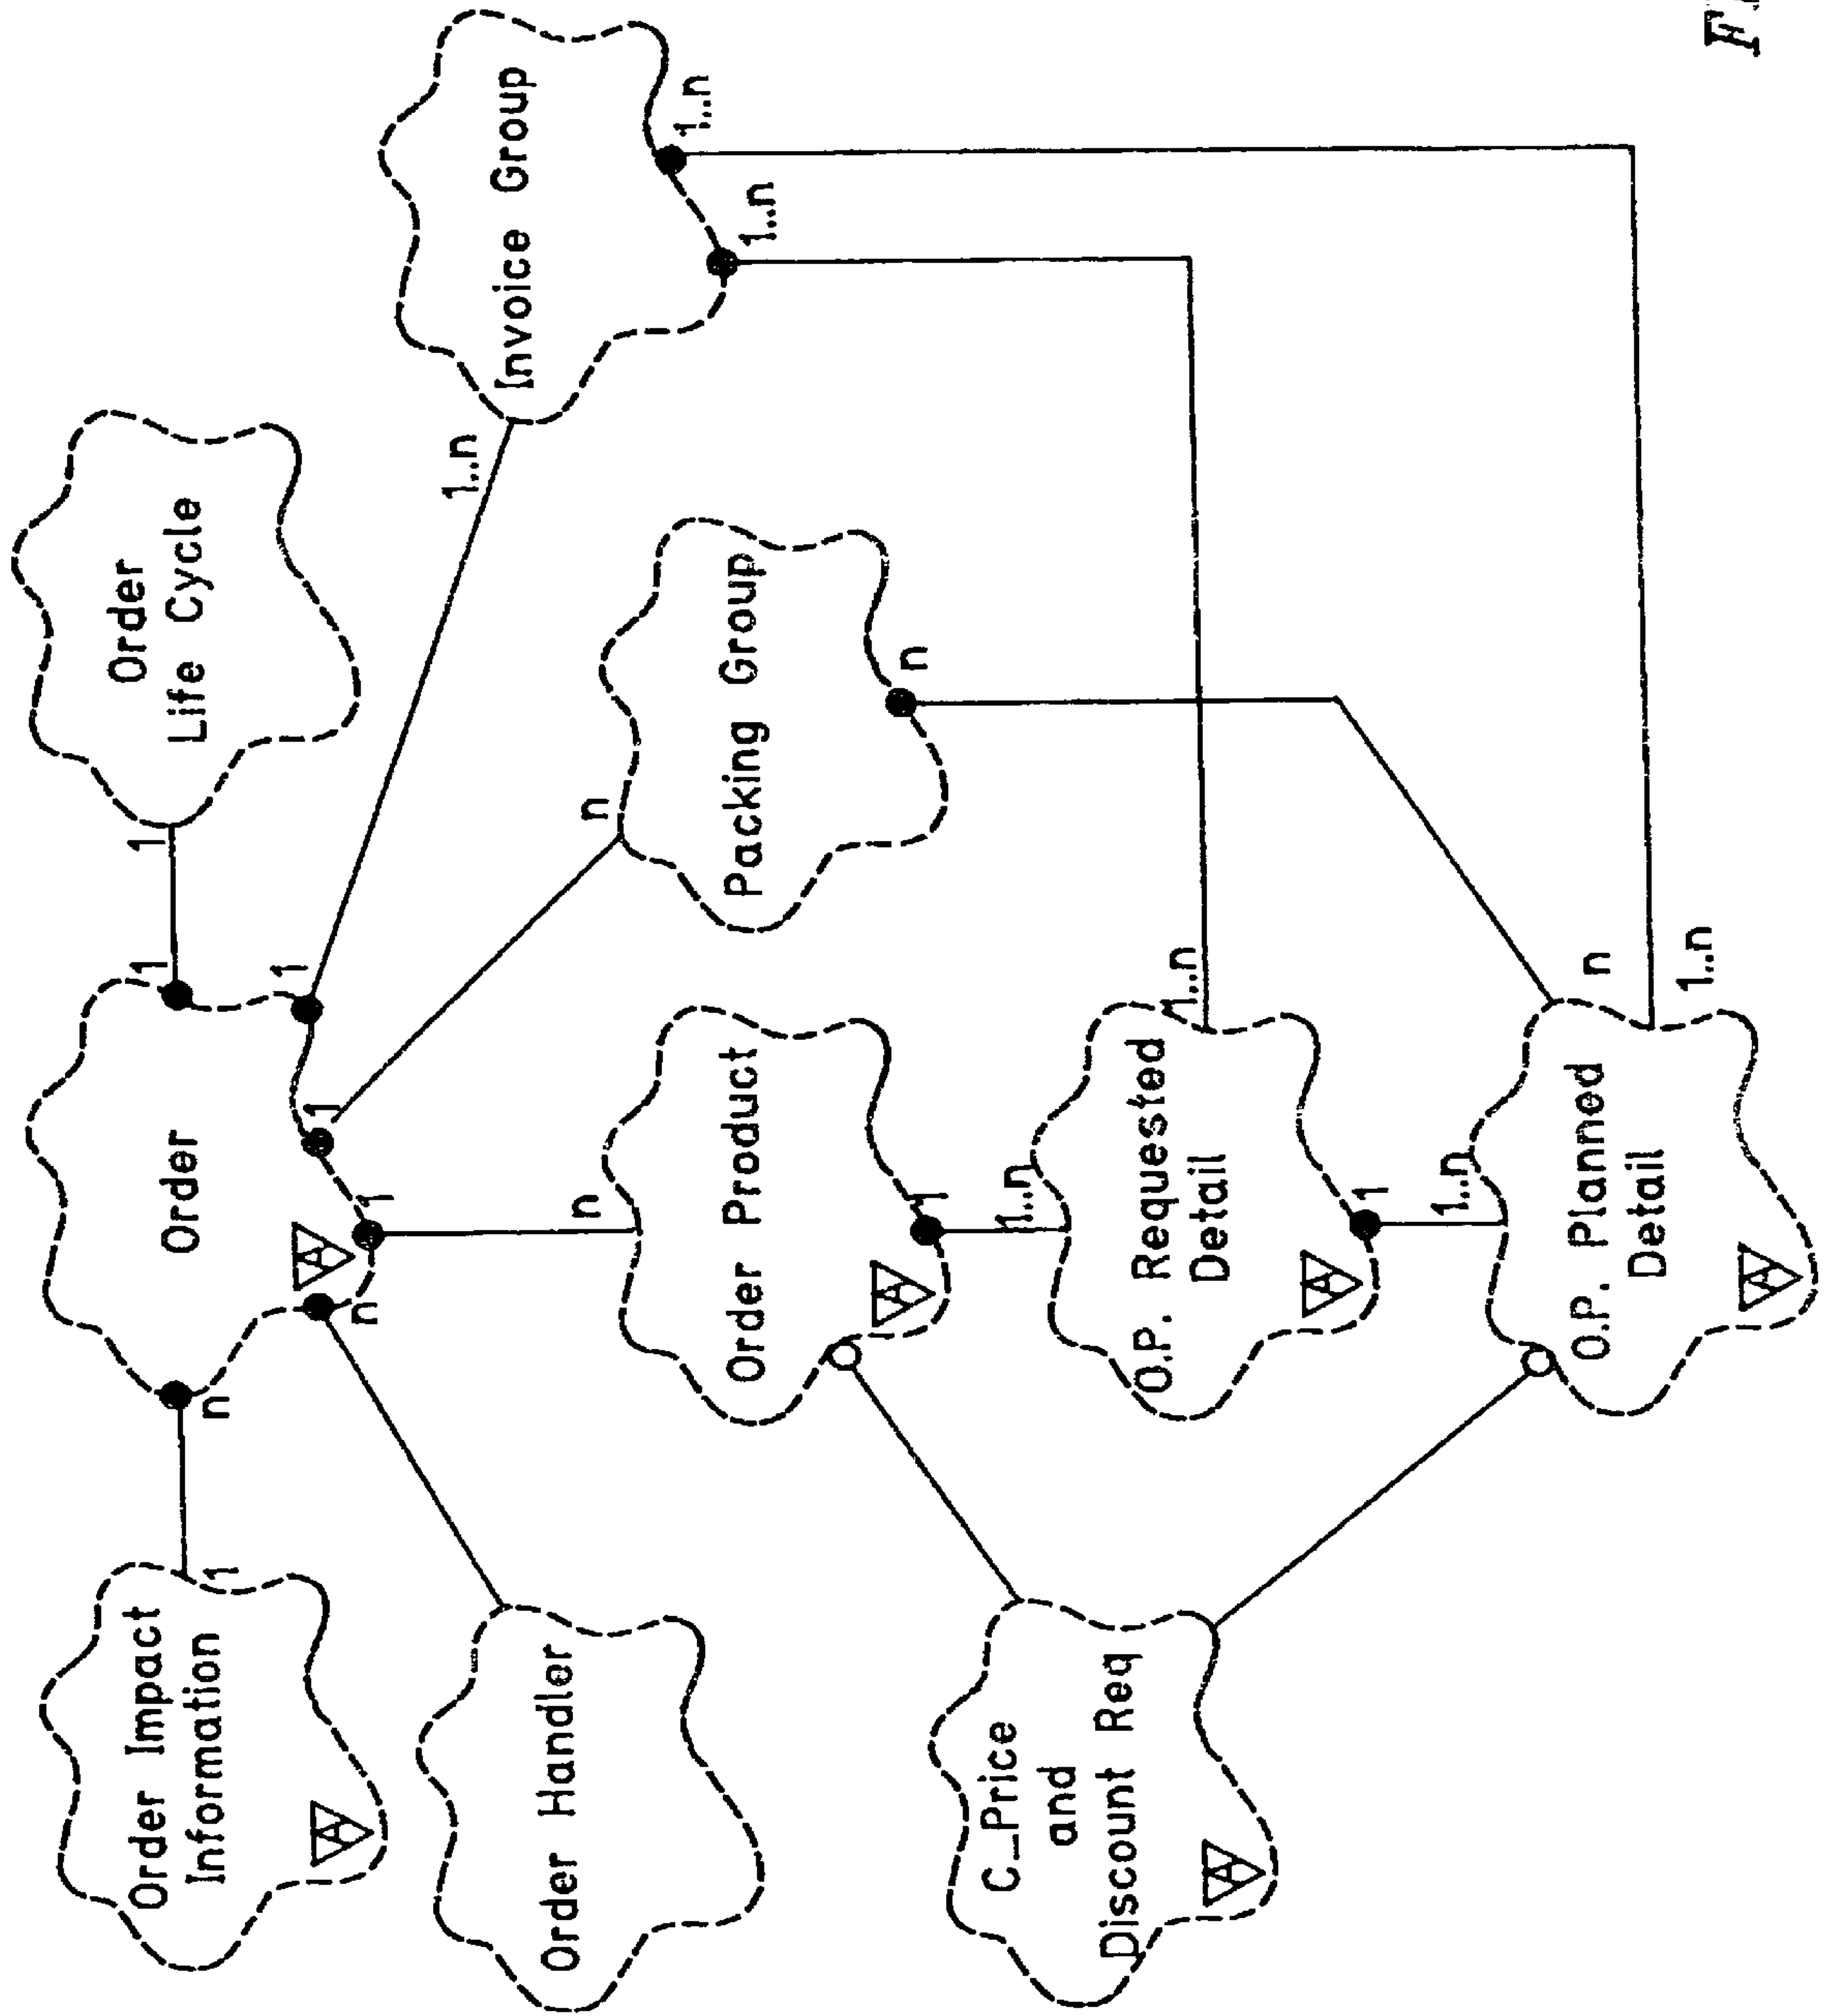 Order Impact
Information
A
1
n
Order
A
1
1
Order
Life Cycle
1
1
1
n
1
Order Handler
1..n
Invoice Group
1..n
1..n
n
n
Packing Group
n
Order Product
A
1
C_Price
and
Discount Req
A
1..n
O.P. Requested
Detail
A
1
1..n
1..n
O.P. Planned
Detail
A
n
1..n